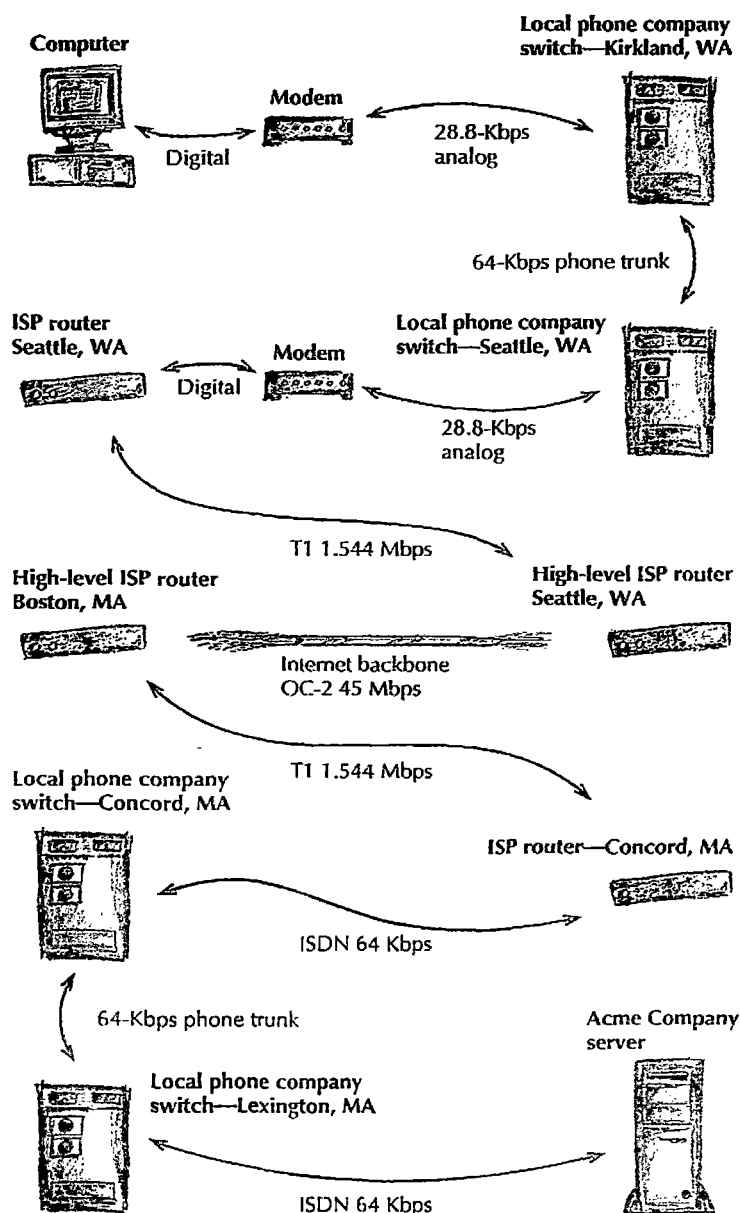 Computer
Local phone company
switch—Kirkland, WA
Modem
Digital
28.8-Kbps
analog
64-Kbps phone trunk
ISP router
Seattle, WA
Modem
Local phone company
switch—Seattle, WA
Digital
28.8-Kbps
analog
T1 1.544 Mbps
High-level ISP router
Boston, MA
High-level ISP router
Seattle, WA
Internet backbone
OC-2 45 Mbps
T1 1.544 Mbps
Local phone company
switch—Concord, MA
ISP router—Concord, MA
ISDN 64 Kbps
64-Kbps phone trunk
Acme Company
server
Local phone company
switch—Lexington, MA
ISDN 64 Kbps